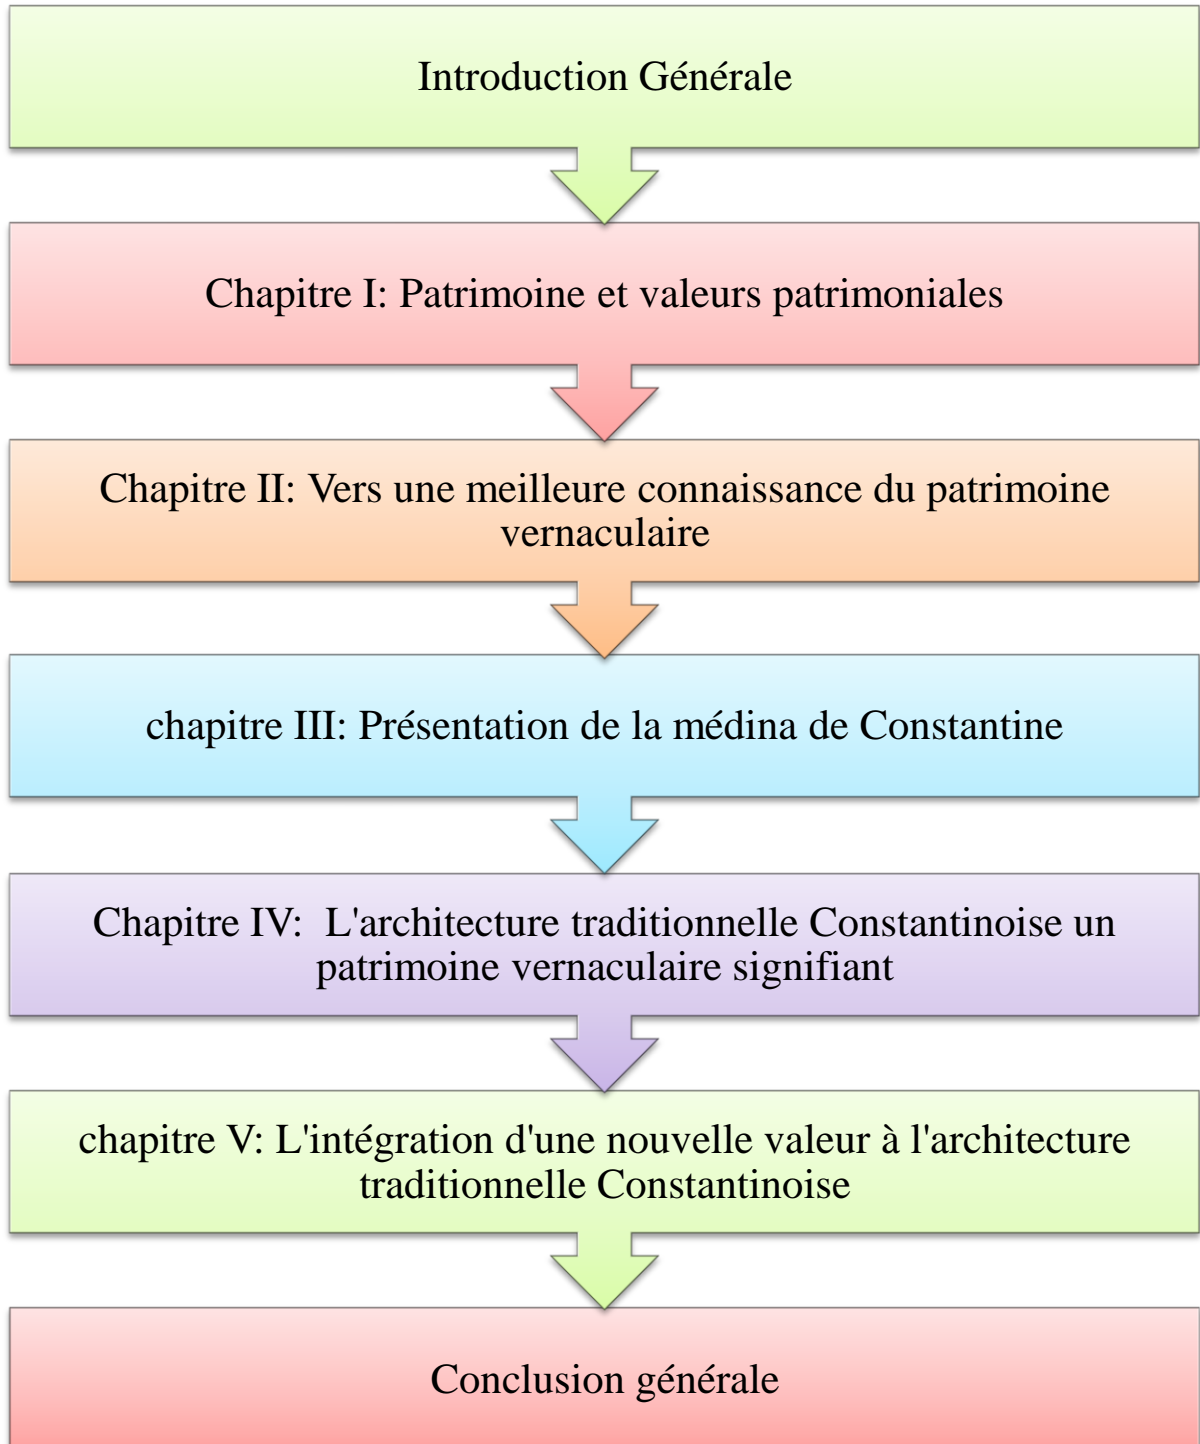 Introduction Générale
Chapitre I: Patrimoine et valeurs patrimoniales
Chapitre II: Vers une meilleure connaissance du patrimoine
vernaculaire
chapitre III: Présentation de la médina de Constantine
Chapitre IV:  L'architecture traditionnelle Constantinoise un
patrimoine vernaculaire signifiant
chapitre V: L'intégration d'une nouvelle valeur à l'architecture
traditionnelle Constantinoise
Conclusion générale